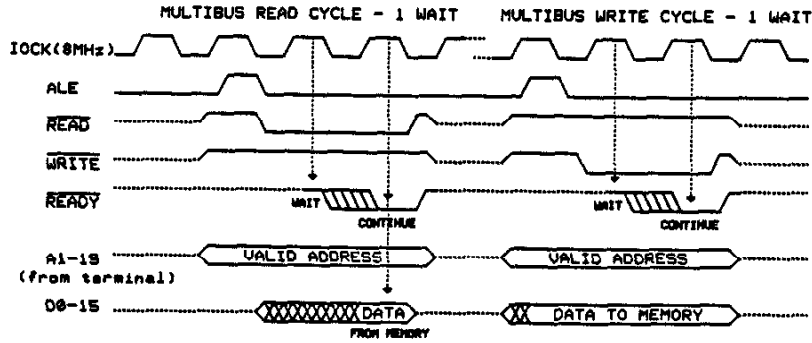 MULTIBUS READ CYCLE - 1 WAIT
MULTIBUS WRITE CYCLE - 1 WAIT
IOCK(8MHz)
ALE
READ
WRITE
READY
WAIT
CONTINUE
WAIT
CONTINUE
A1-19
(from terminal)
VALID ADDRESS
VALID ADDRESS
D0-15
DATA
FROM MEMORY
DATA TO MEMORY